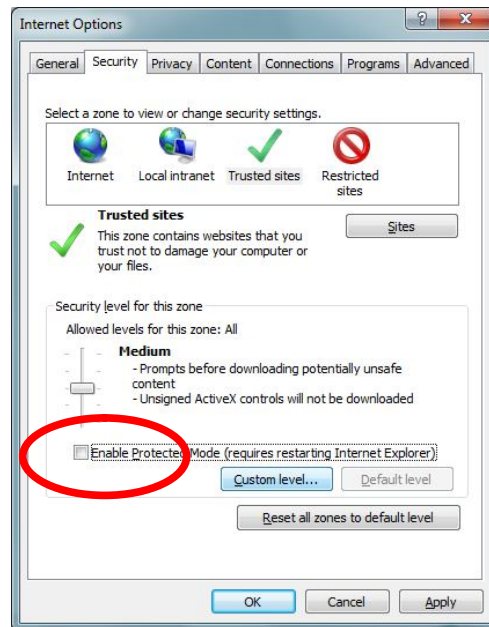 Internet Options
General Security Privacy Content Connections Programs Advanced
Select a zone to view or change security settings.
Internet Local intranet Trusted sites Restricted
sites
Trusted sites
Sites
This zone contains websites that you
trust not to damage your computer or
your files.
Security level for this zone
Allowed levels for this zone: All
Medium
- Prompts before downloading potentially unsafe
content
- Unsigned ActiveX controls will not be downloaded
Enable Protected Mode (requires restarting Internet Explorer)
Custom level... Default level
Reset all zones to default level
OK Cancel Apply